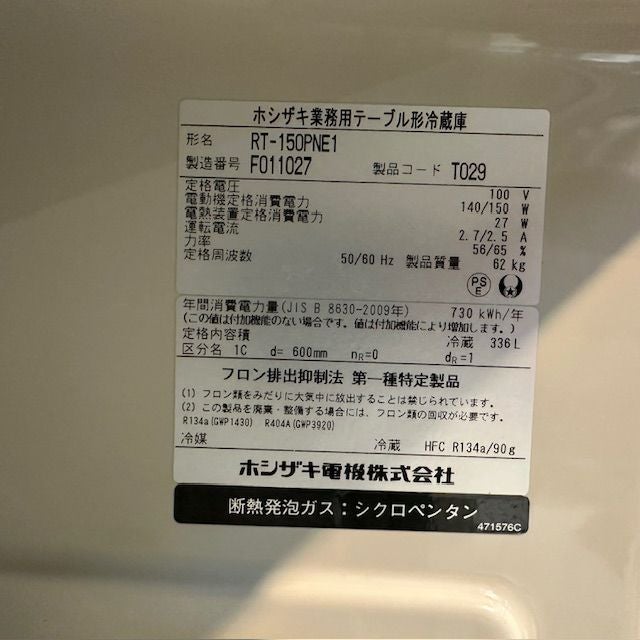 ホシザキ業務用テーブル形冷蔵庫
形名 RT-150PNE1
製造番号 F011027 製品コード T029
定格電圧 100 V
電動機定格消費電力 140/150 W
電熱装置定格消費電力 27 W
運転電流 2.7/2.5 A
力率 56/65 %
定格周波数 50/60 Hz 製品質量 62 kg
PSE
年間消費電力量(JIS B 8630-2009年) 730 kWh/年
(この値は付加機能のない場合です。値は付加機能により増加します。)
定格内容積 冷蔵 336 L
区分名 1C d= 600mm nR=0 dR=1
フロン排出抑制法 第一種特定製品
(1) フロン類をみだりに大気中に放出することは禁じられています。
(2) この製品を廃棄・整備する場合には、フロン類の回収が必要です。
R134a(GWP1430) R404A(GWP3920)
冷媒 冷蔵 HFC R134a/90g
ホシザキ電機株式会社
断熱発泡ガス：シクロペンタン
471576C